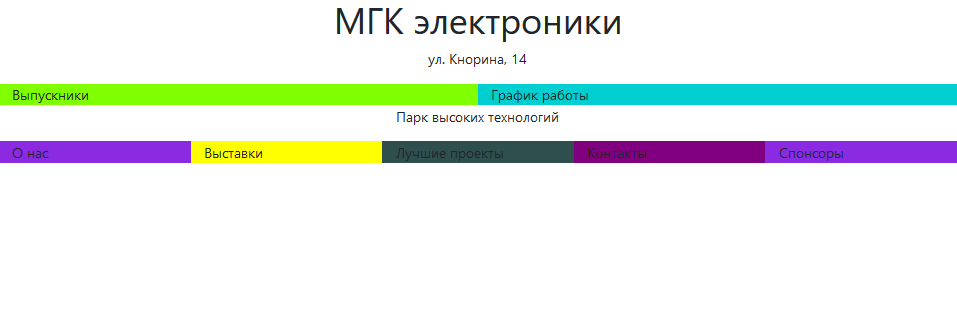 МГК электроники
ул. Кнорина, 14
Выпускники График работы
Парк высоких технологий
О нас Выставки Лучшие проекты Контакты Спонсоры